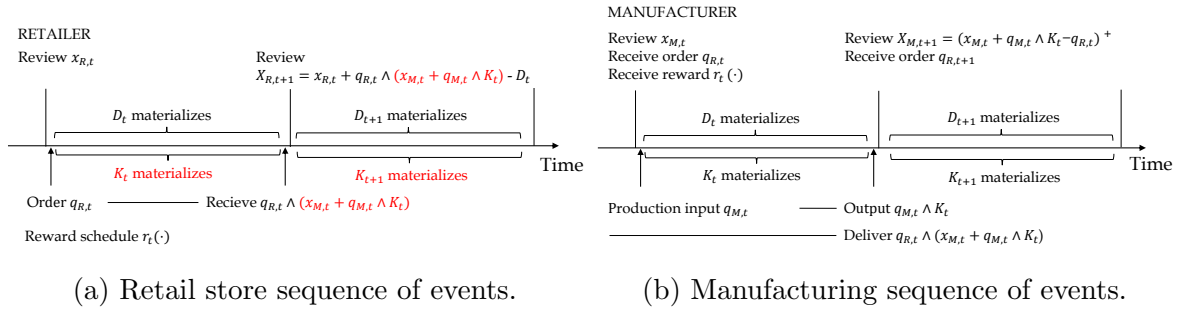 RETAILER
Review x_{R,t}
Review
X_{R,t+1} = x_{R,t} + q_{R,t} ∧ (x_{M,t} + q_{M,t} ∧ K_t) - D_t
D_t materializes
D_{t+1} materializes
Time
K_t materializes
K_{t+1} materializes
Order q_{R,t}
Recieve q_{R,t} ∧ (x_{M,t} + q_{M,t} ∧ K_t)
Reward schedule r_t(·)
(a) Retail store sequence of events.
MANUFACTURER
Review x_{M,t}
Receive order q_{R,t}
Receive reward r_t(·)
Review X_{M,t+1} = (x_{M,t} + q_{M,t} ∧ K_t − q_{R,t})^+
Receive order q_{R,t+1}
D_t materializes
D_{t+1} materializes
Time
K_t materializes
K_{t+1} materializes
Production input q_{M,t}
Output q_{M,t} ∧ K_t
Deliver q_{R,t} ∧ (x_{M,t} + q_{M,t} ∧ K_t)
(b) Manufacturing sequence of events.